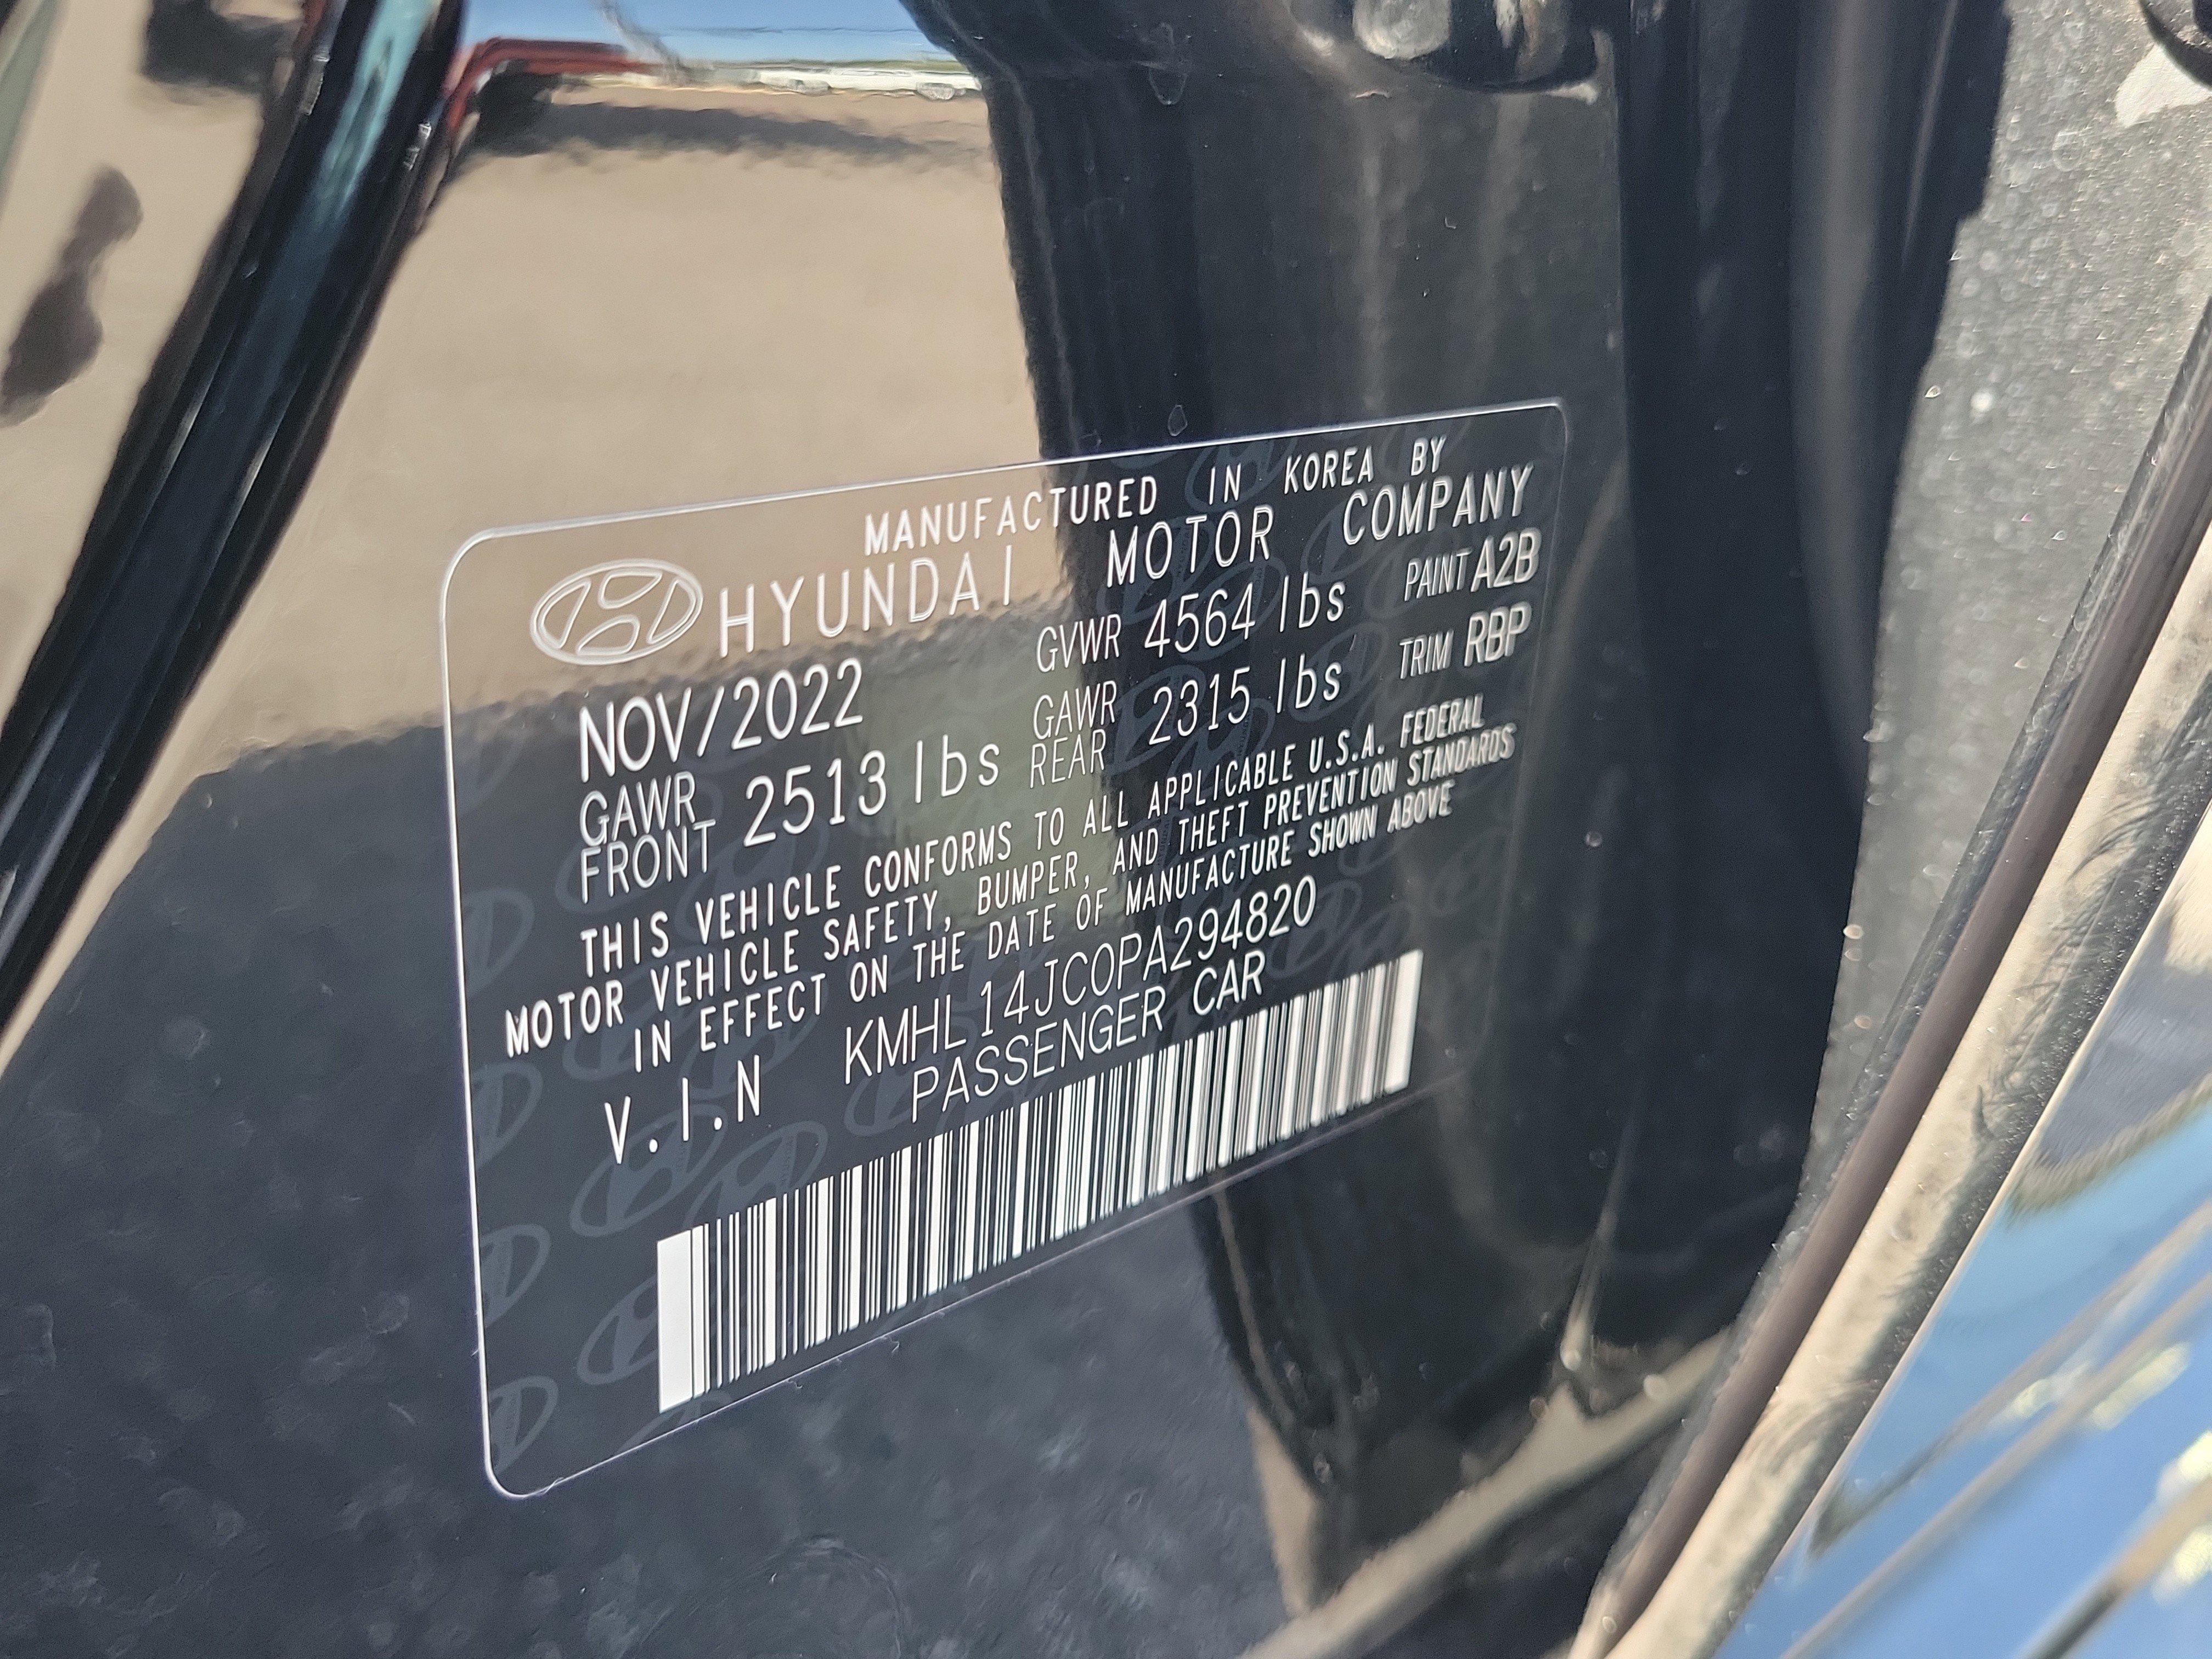 MANUFACTURED IN KOREA BY
HYUNDAI MOTOR COMPANY
NOV/2022 GVWR 4564 lbs PAINT A2B
GAWR FRONT 2513 lbs GAWR REAR 2315 lbs TRIM RBP
THIS VEHICLE CONFORMS TO ALL APPLICABLE U.S.A. FEDERAL
MOTOR VEHICLE SAFETY, BUMPER, AND THEFT PREVENTION STANDARDS
IN EFFECT ON THE DATE OF MANUFACTURE SHOWN ABOVE
V.I.N KMHL14JC0PA294820
PASSENGER CAR